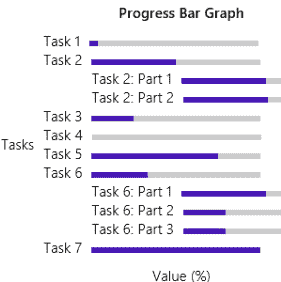 Progress Bar Graph
Task 1
Task 2
Task 2: Part 1
Task 2: Part 2
Task 3
Task 4
Tasks
Task 5
Task 6
Task 6: Part 1
Task 6: Part 2
Task 6: Part 3
Task 7
Value (%)